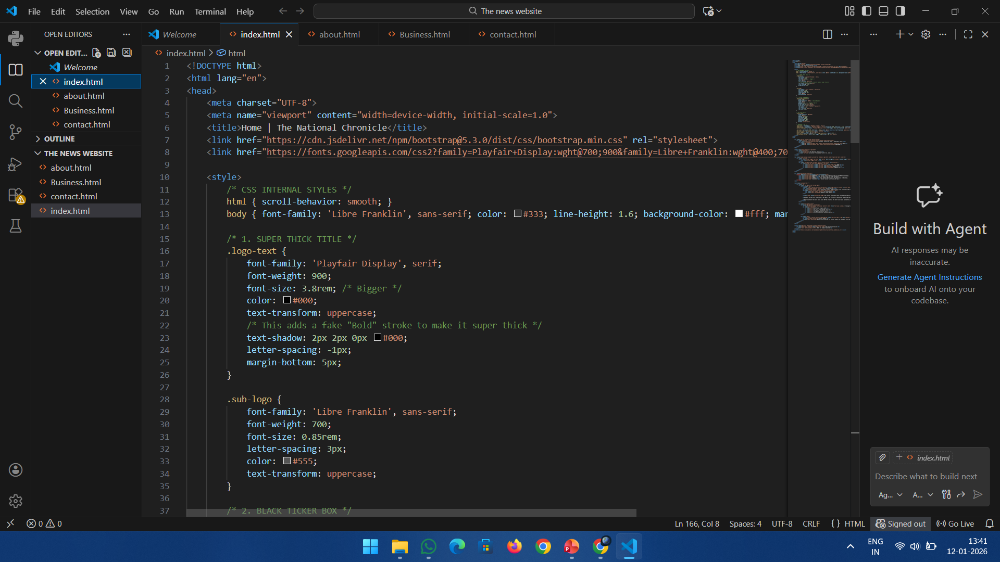 File Edit Selection View Go Run Terminal Help
The news website
OPEN EDITORS
Welcome
index.html
about.html
Business.html
contact.html
OPEN EDIT...
Welcome
index.html
about.html
Business.html
contact.html
OUTLINE
THE NEWS WEBSITE
about.html
Business.html
contact.html
index.html
index.html > html
1 <!DOCTYPE html>
2 <html lang="en">
3 <head>
4 <meta charset="UTF-8">
5 <meta name="viewport" content="width=device-width, initial-scale=1.0">
6 <title>Home | The National Chronicle</title>
7 <link href="https://cdn.jsdelivr.net/npm/bootstrap@5.3.0/dist/css/bootstrap.min.css" rel="stylesheet">
8 <link href="https://fonts.googleapis.com/css2?family=Playfair+Display:wght@700;900&family=Libre+Franklin:wght@400;70
9
10 <style>
11 /* CSS INTERNAL STYLES */
12 html { scroll-behavior: smooth; }
13 body { font-family: 'Libre Franklin', sans-serif; color: #333; line-height: 1.6; background-color: #fff; mar
14
15 /* 1. SUPER THICK TITLE */
16 .logo-text {
17 font-family: 'Playfair Display', serif;
18 font-weight: 900;
19 font-size: 3.8rem; /* Bigger */
20 color: #000;
21 text-transform: uppercase;
22 /* This adds a fake "Bold" stroke to make it super thick */
23 text-shadow: 2px 2px 0px #000;
24 letter-spacing: -1px;
25 margin-bottom: 5px;
26 }
27
28 .sub-logo {
29 font-family: 'Libre Franklin', sans-serif;
30 font-weight: 700;
31 font-size: 0.85rem;
32 letter-spacing: 3px;
33 color: #555;
34 text-transform: uppercase;
35 }
36
37 /* 2. BLACK TICKER BOX */
Build with Agent
AI responses may be
inaccurate.
Generate Agent Instructions
to onboard AI onto your
codebase.
index.html
Describe what to build next
Ag...
A...
0 0
Ln 166, Col 8 Spaces: 4 UTF-8 CRLF {} HTML Signed out Go Live
ENG
IN
13:41
12-01-2026